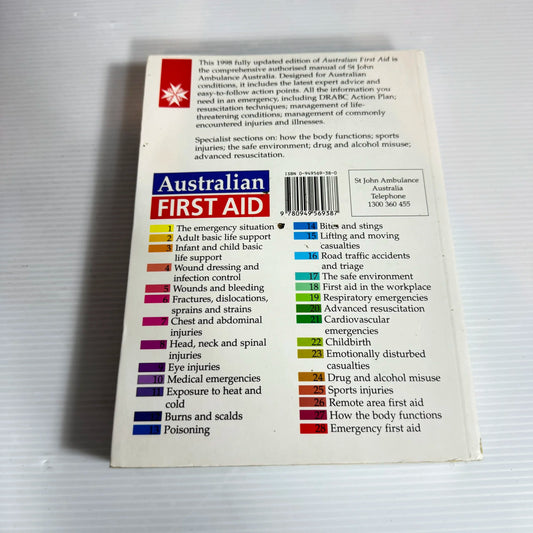 This 1998 fully updated edition of Australian First Aid is
the comprehensive authorised manual of St John
Ambulance Australia. Designed for Australian
conditions, it includes the latest expert advice and
easy-to-follow action points. All the information you
need in an emergency, including DRABC Action Plan;
resuscitation techniques; management of life-
threatening conditions; management of commonly
encountered injuries and illnesses.
Specialist sections on: how the body functions; sports
injuries; the safe environment; drug and alcohol misuse;
advanced resuscitation.
Australian
FIRST AID
ISBN 0-949569-38-0
9 780949 569387
St John Ambulance
Australia
Telephone
1300 360 455
1 The emergency situation
2 Adult basic life support
3 Infant and child basic
life support
4 Wound dressing and
infection control
5 Wounds and bleeding
6 Fractures, dislocations,
sprains and strains
7 Chest and abdominal
injuries
8 Head, neck and spinal
injuries
9 Eye injuries
10 Medical emergencies
11 Exposure to heat and
cold
12 Burns and scalds
13 Poisoning
14 Bites and stings
15 Lifting and moving
casualties
16 Road traffic accidents
and triage
17 The safe environment
18 First aid in the workplace
19 Respiratory emergencies
20 Advanced resuscitation
21 Cardiovascular
emergencies
22 Childbirth
23 Emotionally disturbed
casualties
24 Drug and alcohol misuse
25 Sports injuries
26 Remote area first aid
27 How the body functions
28 Emergency first aid